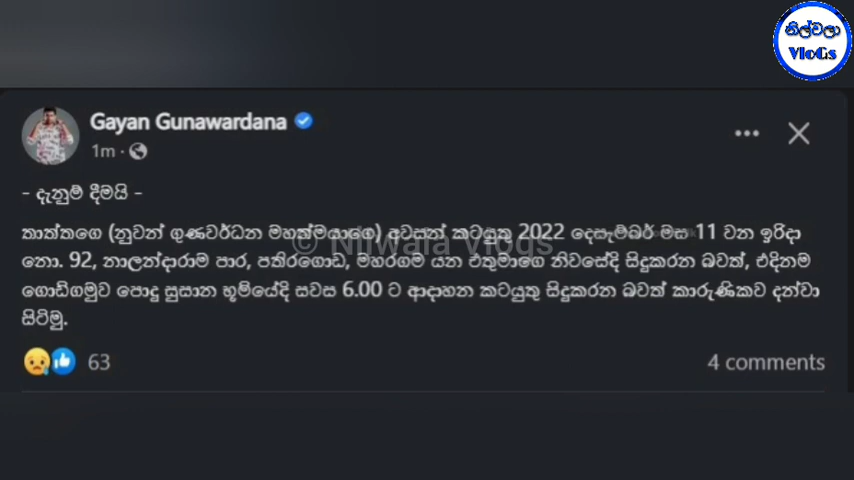 නිල්වලා
VloGs
Gayan Gunawardana
1m ·
- දැනුම් දීමයි -
තාත්තගෙ (නුවන් ගුණවර්ධන මහත්මයාගෙ) අවසන් කටයුතු 2022 දෙසැම්බර් මස 11 වන ඉරිදා
නො. 92, නාලන්දාරාම පාර, පතිරගොඩ, මහරගම යන එතුමාගෙ නිවසේදි සිදුකරන බවත්, එදිනම
ගොඩිගමුව පොදු සුසාන භූමියේදි සවස 6.00 ට ආදාහන කටයුතු සිදුකරන බවත් කාරුණිකව දන්වා
සිටිමු.
© Nilwala Vlogs
63
4 comments